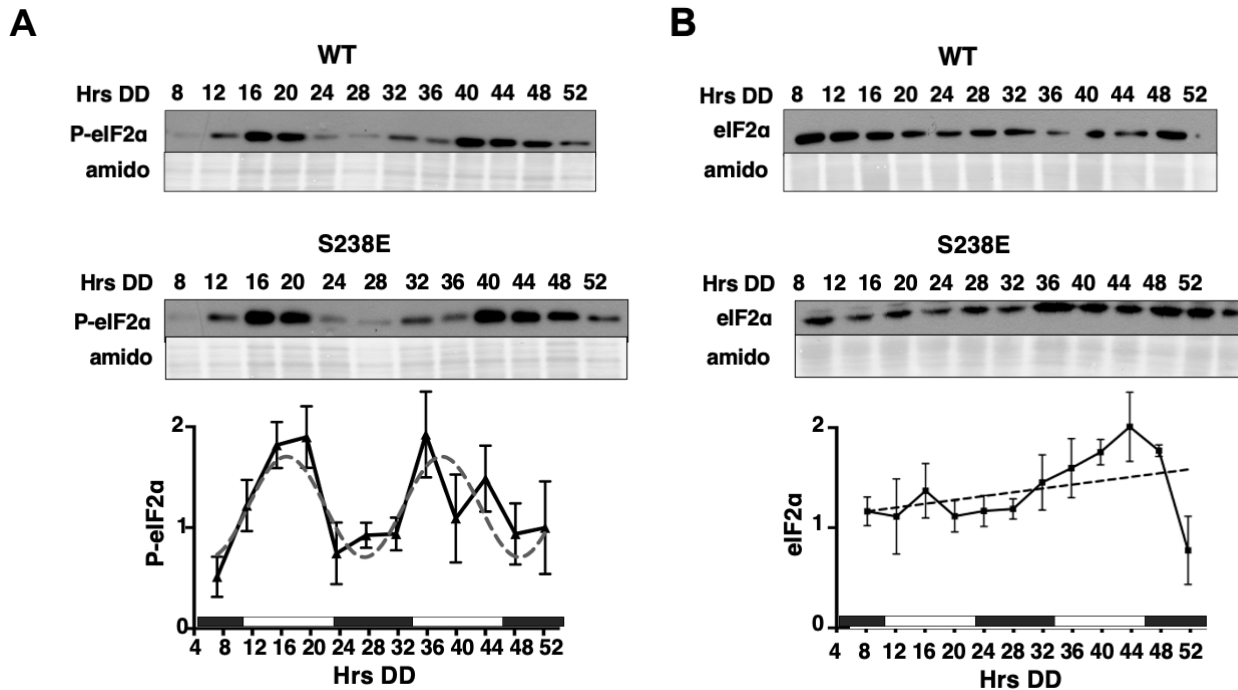 A
WT
Hrs DD 8 12 16 20 24 28 32 36 40 44 48 52
P-eIF2α
amido
S238E
Hrs DD 8 12 16 20 24 28 32 36 40 44 48 52
P-eIF2α
amido
P-eIF2α
2
1
0
4 8 12 16 20 24 28 32 36 40 44 48 52
Hrs DD
B
WT
Hrs DD 8 12 16 20 24 28 32 36 40 44 48 52
eIF2α
amido
S238E
Hrs DD 8 12 16 20 24 28 32 36 40 44 48 52
eIF2α
amido
eIF2α
2
1
0
4 8 12 16 20 24 28 32 36 40 44 48 52
Hrs DD